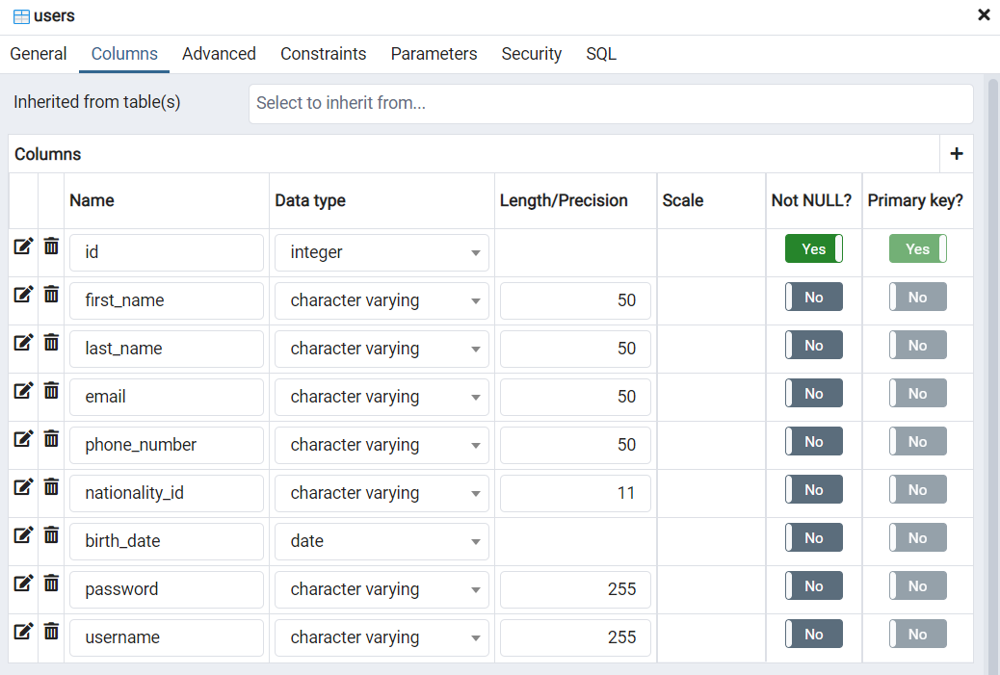 users
General Columns Advanced Constraints Parameters Security SQL
Inherited from table(s) Select to inherit from...
Columns
Name Data type Length/Precision Scale Not NULL? Primary key?
id integer Yes Yes
first_name character varying 50 No No
last_name character varying 50 No No
email character varying 50 No No
phone_number character varying 50 No No
nationality_id character varying 11 No No
birth_date date No No
password character varying 255 No No
username character varying 255 No No